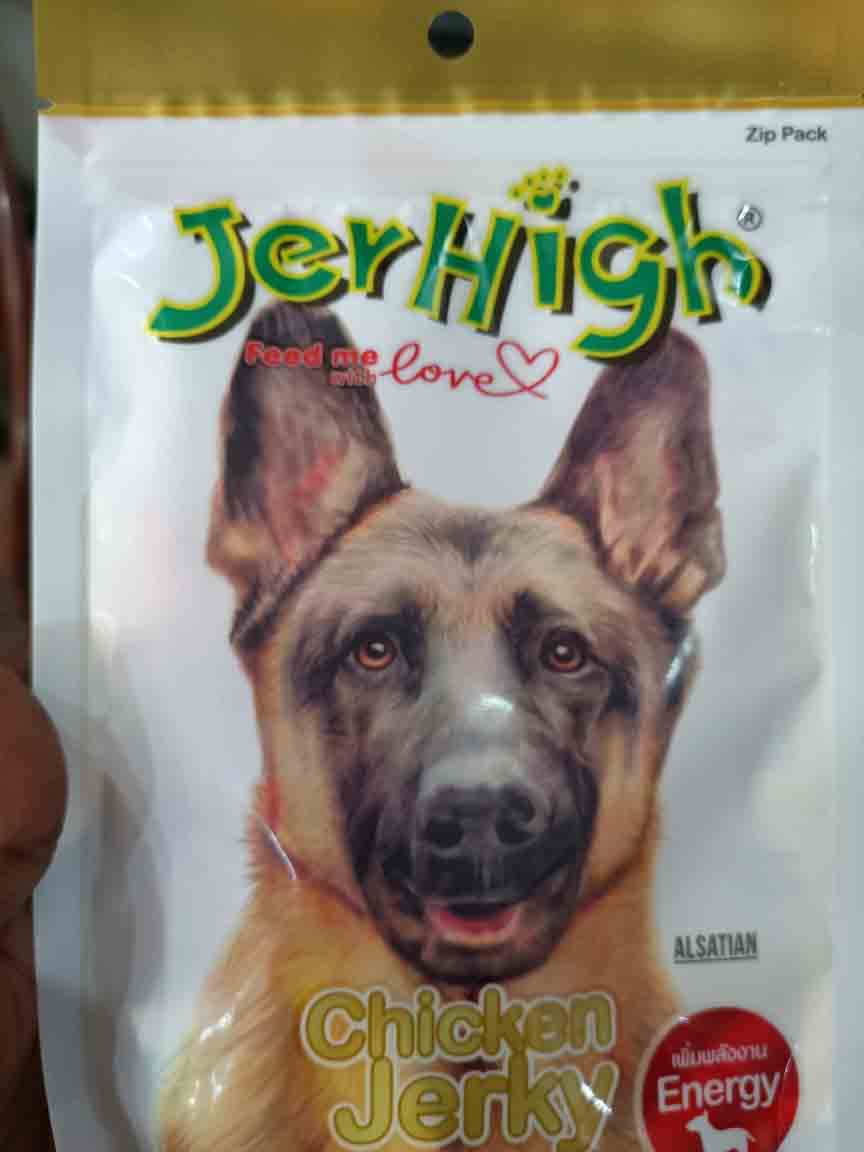 Zip Pack
JerHigh®
Feed me
with love
ALSATIAN
Chicken
Jerky
เพิ่มพลังงาน
Energy